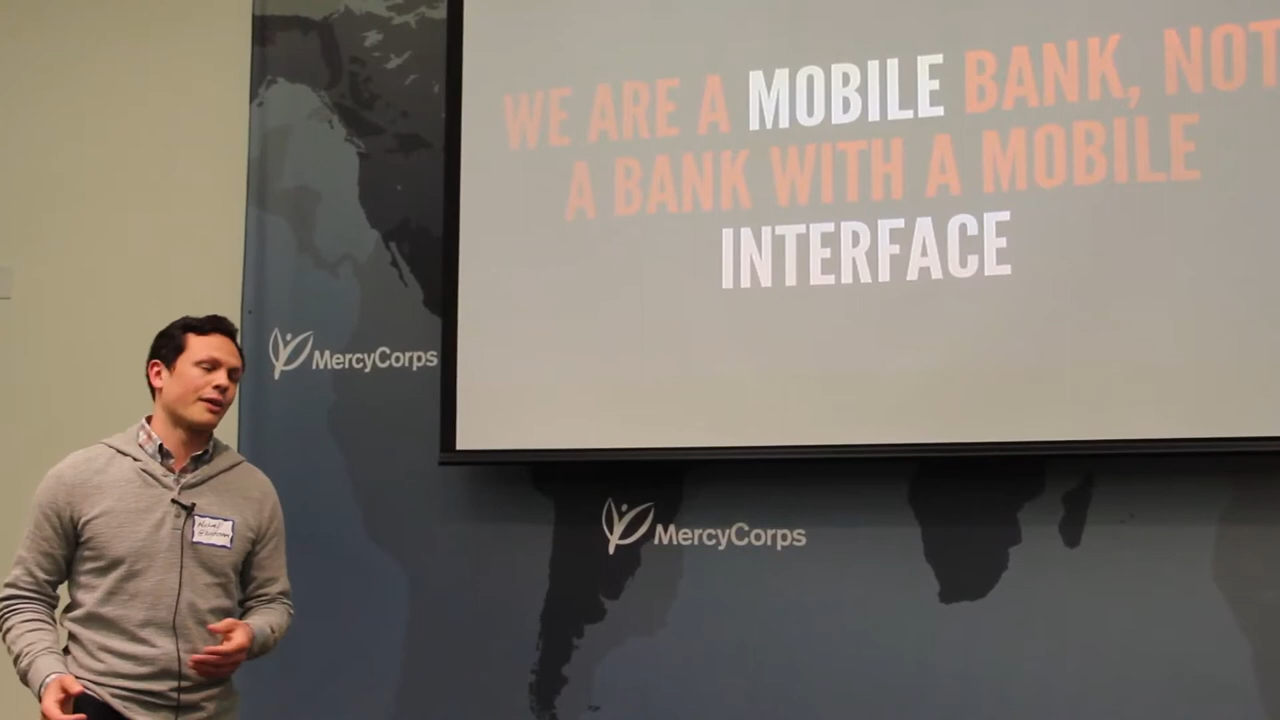 WE ARE A MOBILE BANK, NOT
A BANK WITH A MOBILE
INTERFACE
MercyCorps
MercyCorps